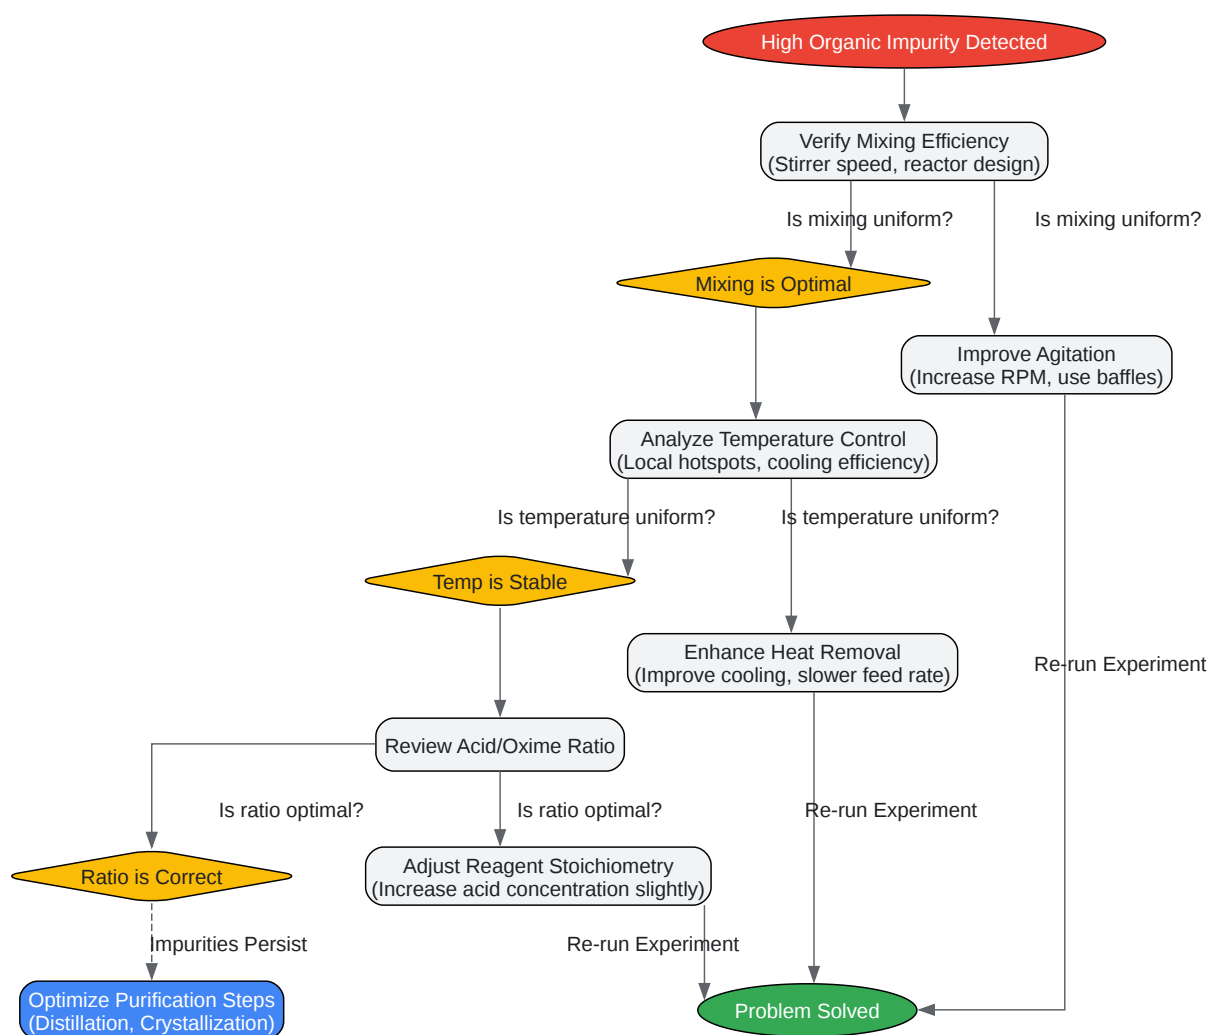 High Organic Impurity Detected
Verify Mixing Efficiency
(Stirrer speed, reactor design)
Is mixing uniform?
Is mixing uniform?
Mixing is Optimal
Improve Agitation
(Increase RPM, use baffles)
Analyze Temperature Control
(Local hotspots, cooling efficiency)
Is temperature uniform?
Is temperature uniform?
Temp is Stable
Enhance Heat Removal
(Improve cooling, slower feed rate)
Re-run Experiment
Review Acid/Oxime Ratio
Is ratio optimal?
Is ratio optimal?
Re-run Experiment
Adjust Reagent Stoichiometry
(Increase acid concentration slightly)
Ratio is Correct
Impurities Persist
Re-run Experiment
Optimize Purification Steps
(Distillation, Crystallization)
Problem Solved